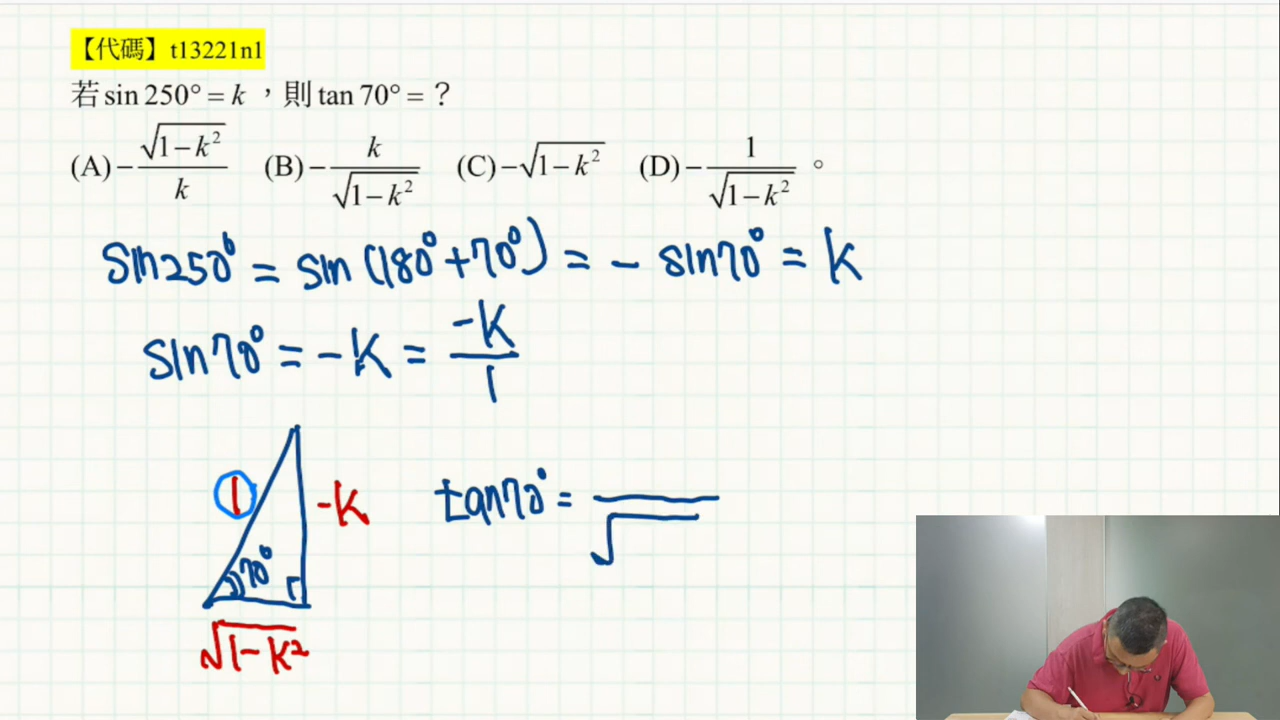 【代碼】t13221n1
若 sin 250° = k ，則 tan 70° = ？
(A) −√(1−k²)/k (B) −k/√(1−k²) (C) −√(1−k²) (D) −1/√(1−k²) 。
sin250° = sin(180°+70°) = − sin70° = k
sin70° = −k = −k/1
1
−k
70°
√(1−k²)
tan70° = —/√